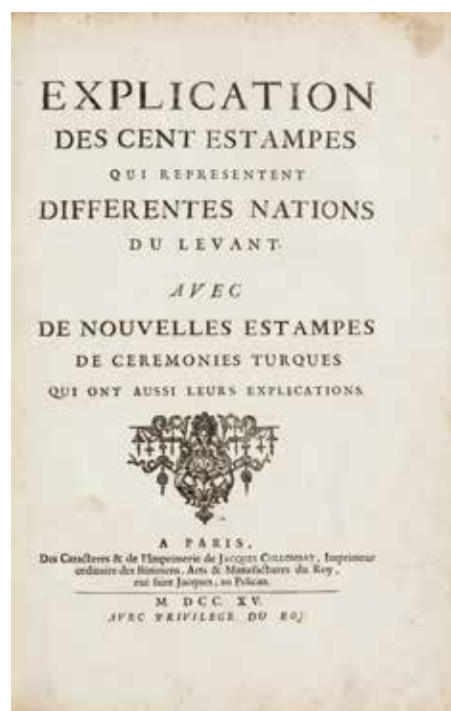 EXPLICATION
DES CENT ESTAMPES
QUI REPRESENTENT
DIFFERENTES NATIONS
DU LEVANT.
AVEC
DE NOUVELLES ESTAMPES
DE CEREMONIES TURQUES
QUI ONT AUSSI LEURS EXPLICATIONS.
A PARIS,
Des Caracteres & de l'Imprimerie de JACQUES COLLOMBAT, Imprimeur
ordinaire des Bâtimens, Arts & Manufactures du Roy,
rue saint Jacques, au Pelican.
M. DCC. XV.
AVEC PRIVILEGE DU ROY